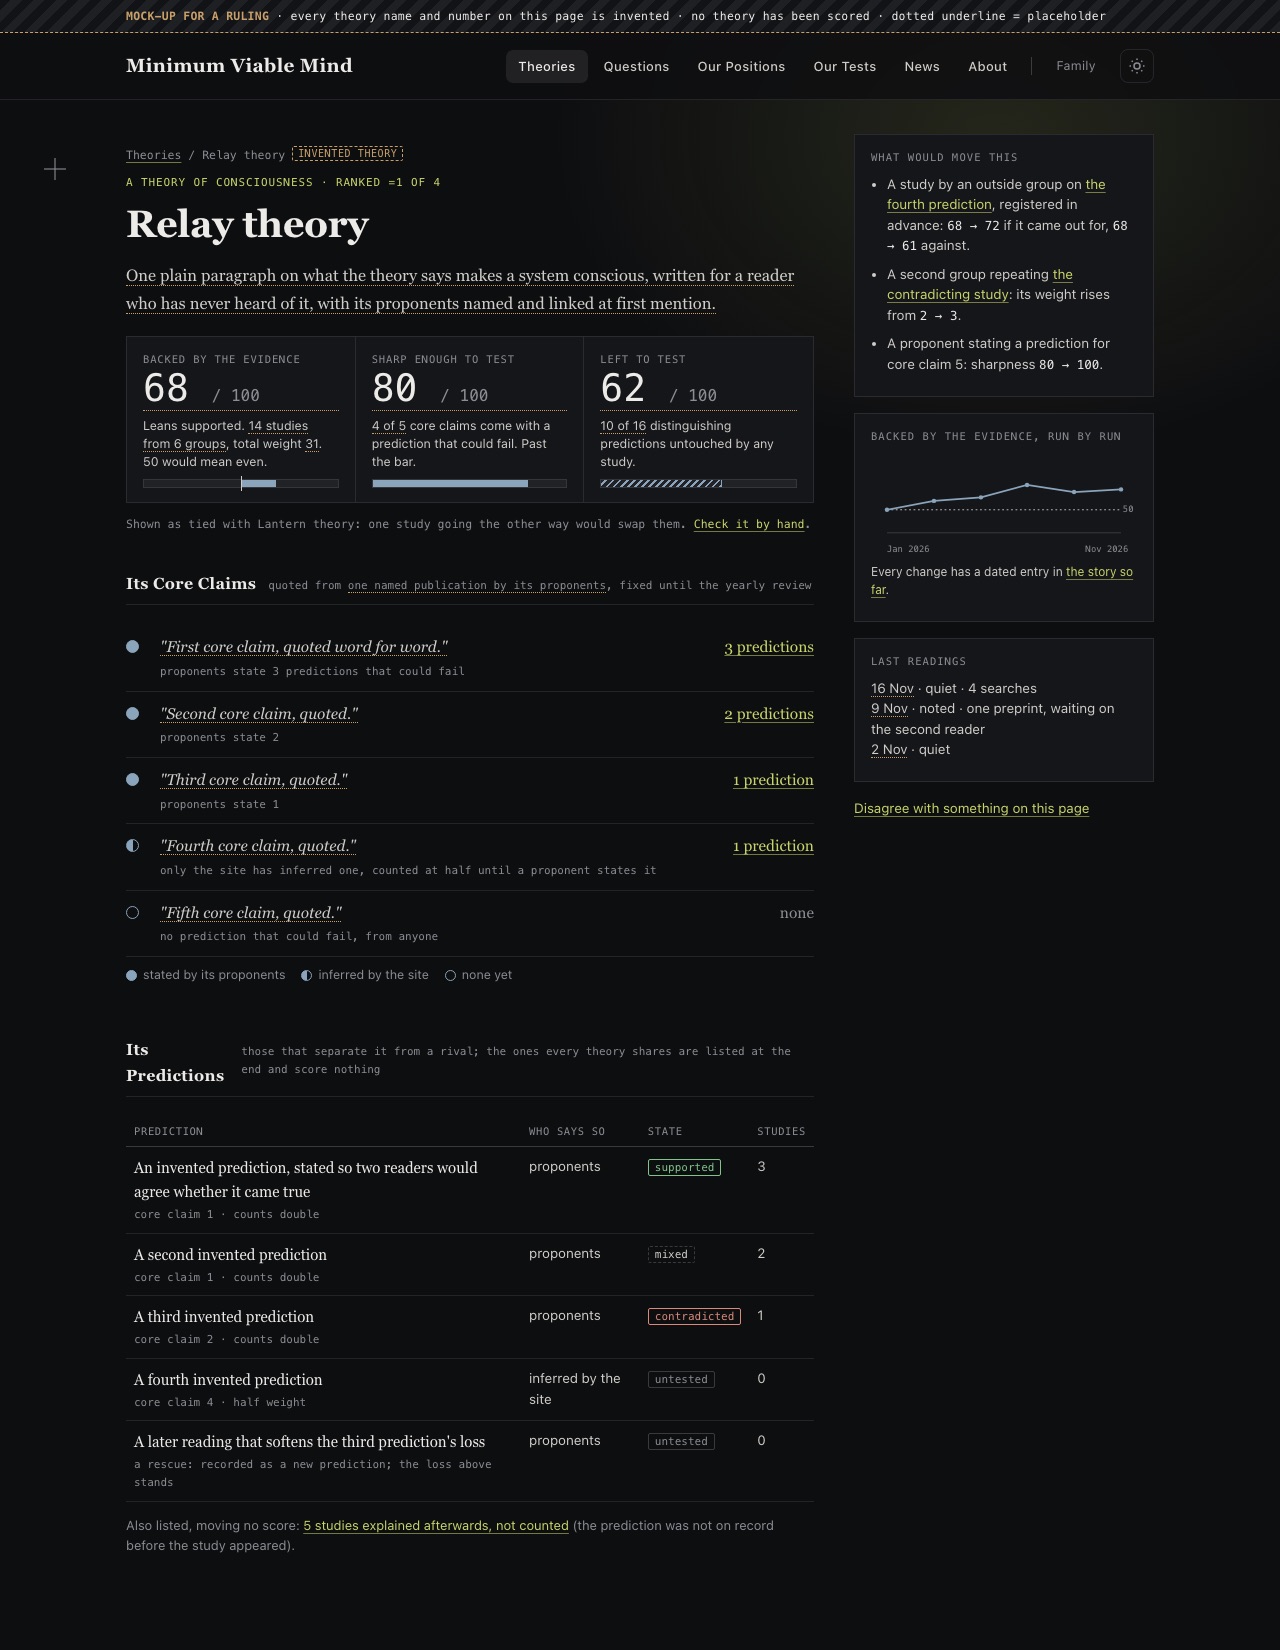 MOCK-UP FOR A RULING · every theory name and number on this page is invented · no theory has been scored · dotted underline = placeholder
Minimum Viable Mind
Theories
Questions
Our Positions
Our Tests
News
About
Family
Theories / Relay theory INVENTED THEORY
A THEORY OF CONSCIOUSNESS · RANKED =1 OF 4
Relay theory
One plain paragraph on what the theory says makes a system conscious, written for a reader
who has never heard of it, with its proponents named and linked at first mention.
BACKED BY THE EVIDENCE
68 / 100
Leans supported. 14 studies
from 6 groups, total weight 31.
50 would mean even.
SHARP ENOUGH TO TEST
80 / 100
4 of 5 core claims come with a
prediction that could fail. Past
the bar.
LEFT TO TEST
62 / 100
10 of 16 distinguishing
predictions untouched by any
study.
Shown as tied with Lantern theory: one study going the other way would swap them. Check it by hand.
Its Core Claims quoted from one named publication by its proponents, fixed until the yearly review
"First core claim, quoted word for word." 3 predictions
proponents state 3 predictions that could fail
"Second core claim, quoted." 2 predictions
proponents state 2
"Third core claim, quoted." 1 prediction
proponents state 1
"Fourth core claim, quoted." 1 prediction
only the site has inferred one, counted at half until a proponent states it
"Fifth core claim, quoted." none
no prediction that could fail, from anyone
stated by its proponents inferred by the site none yet
Its
Predictions
those that separate it from a rival; the ones every theory shares are listed at the
end and score nothing
PREDICTION WHO SAYS SO STATE STUDIES
An invented prediction, stated so two readers would
agree whether it came true
core claim 1 · counts double
proponents supported 3
A second invented prediction
core claim 1 · counts double
proponents mixed 2
A third invented prediction
core claim 2 · counts double
proponents contradicted 1
A fourth invented prediction
core claim 4 · half weight
inferred by the
site
untested 0
A later reading that softens the third prediction's loss
a rescue: recorded as a new prediction; the loss above
stands
proponents untested 0
Also listed, moving no score: 5 studies explained afterwards, not counted (the prediction was not on record
before the study appeared).
WHAT WOULD MOVE THIS
• A study by an outside group on the
fourth prediction, registered in
advance: 68 → 72 if it came out for, 68
→ 61 against.
• A second group repeating the
contradicting study: its weight rises
from 2 → 3.
• A proponent stating a prediction for
core claim 5: sharpness 80 → 100.
BACKED BY THE EVIDENCE, RUN BY RUN
50
Jan 2026 Nov 2026
Every change has a dated entry in the story so
far.
LAST READINGS
16 Nov · quiet · 4 searches
9 Nov · noted · one preprint, waiting on
the second reader
2 Nov · quiet
Disagree with something on this page